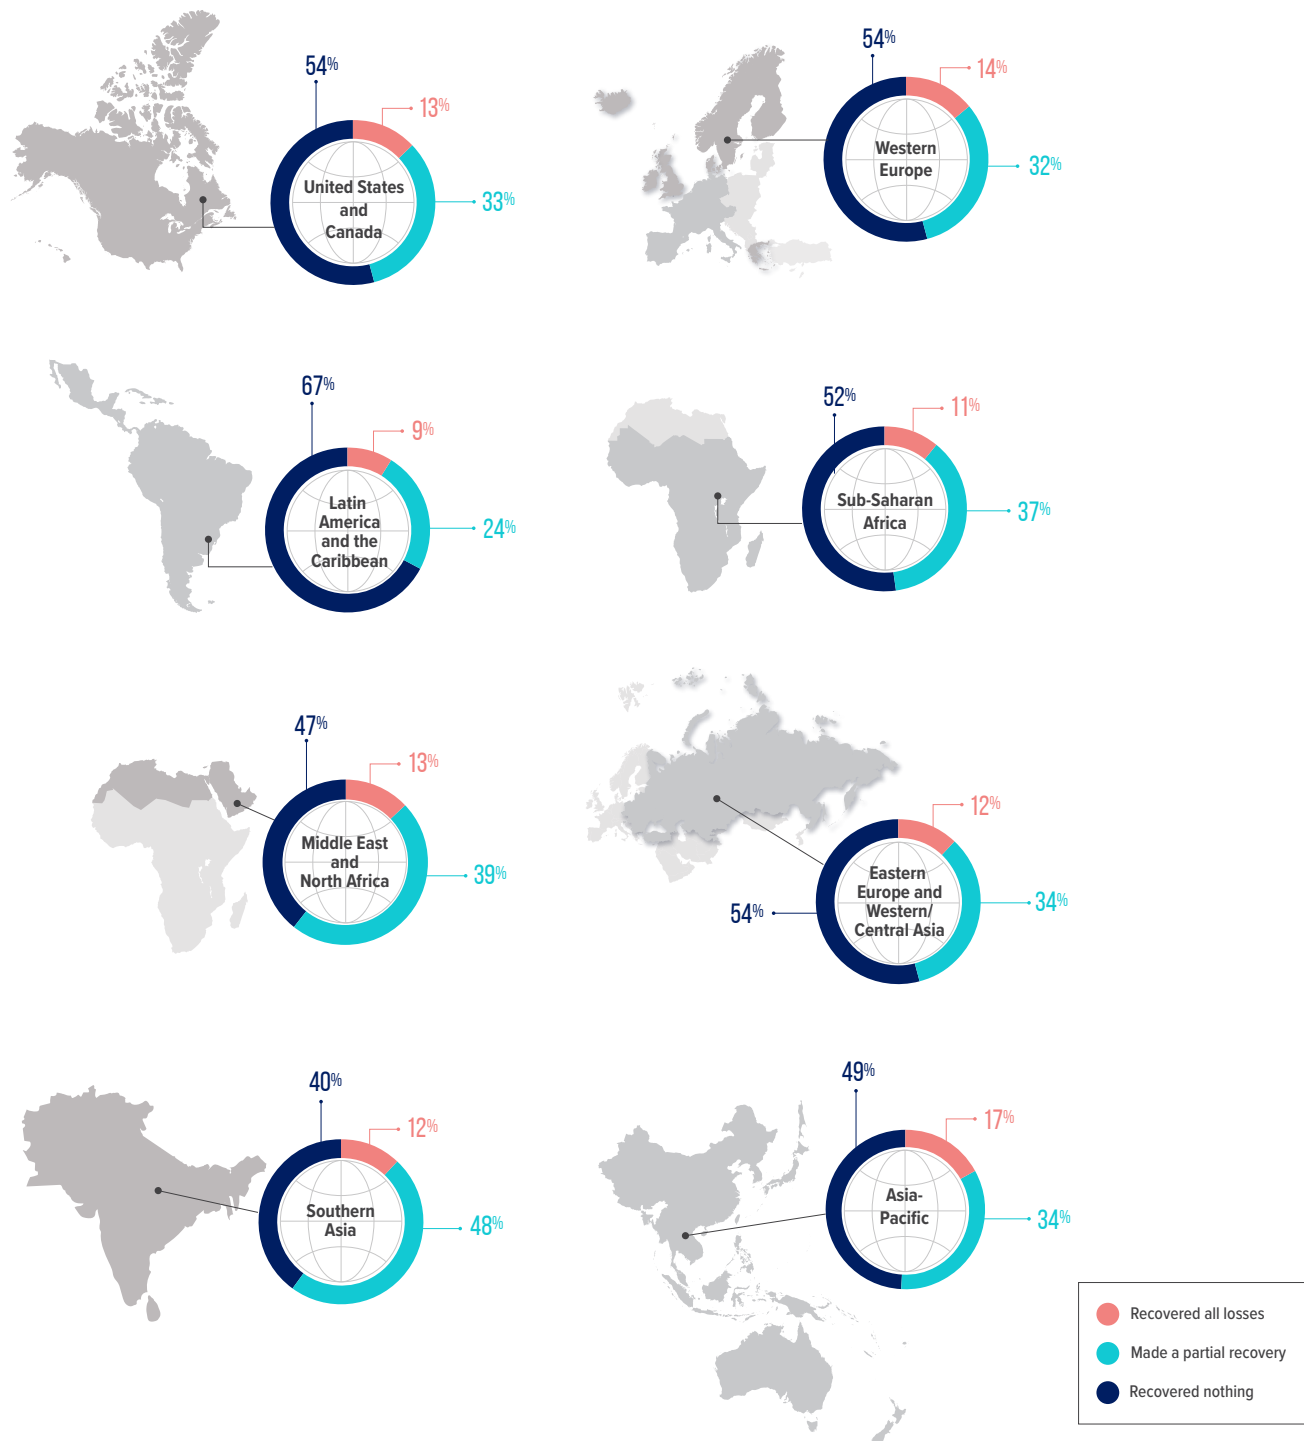 54%
13%
United States
and
Canada
33%
54%
14%
Western
Europe
32%
67%
9%
Latin
America
and the
Caribbean
24%
52%
11%
Sub-Saharan
Africa
37%
47%
13%
Middle East
and
North Africa
39%
12%
Eastern
Europe and
Western/
Central Asia
34%
54%
40%
12%
Southern
Asia
48%
49%
17%
Asia-
Pacific
34%
Recovered all losses
Made a partial recovery
Recovered nothing